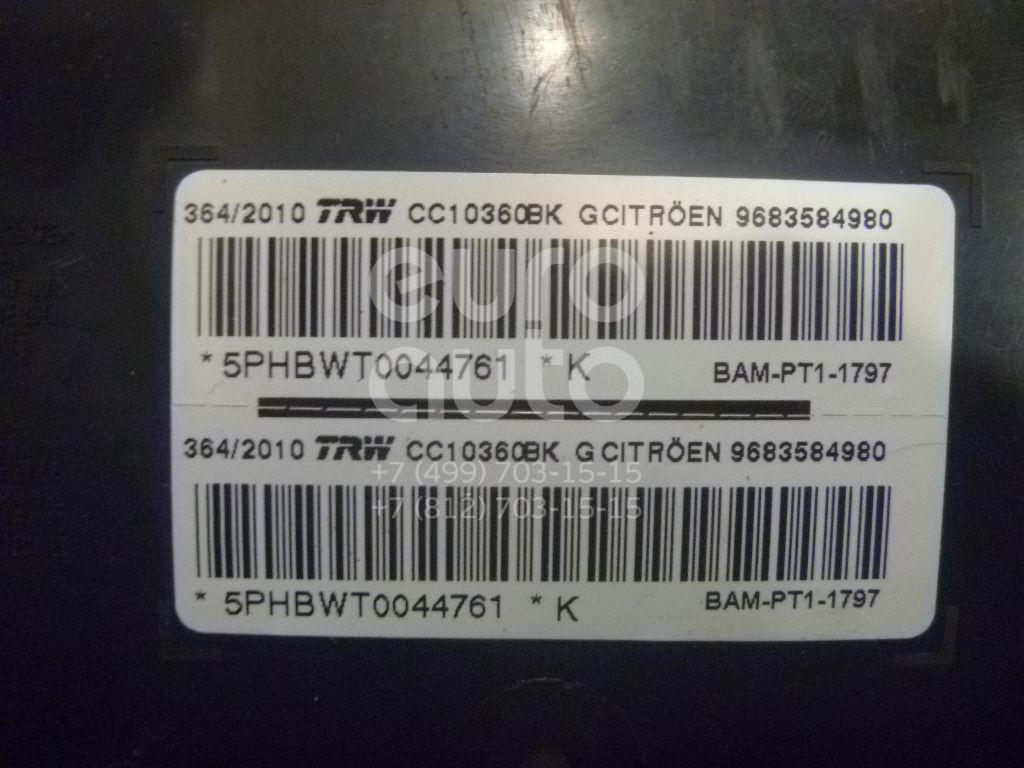 364/2010 TRW CC10360BK GCITRÖEN 9683584980
*5PHBWT0044761 *K BAM-PT1-1797
364/2010 TRW CC10360BK GCITRÖEN 9683584980
*5PHBWT0044761 *K BAM-PT1-1797
euro
auto
+7 (499) 703-15-15
+7 (812) 703-15-15